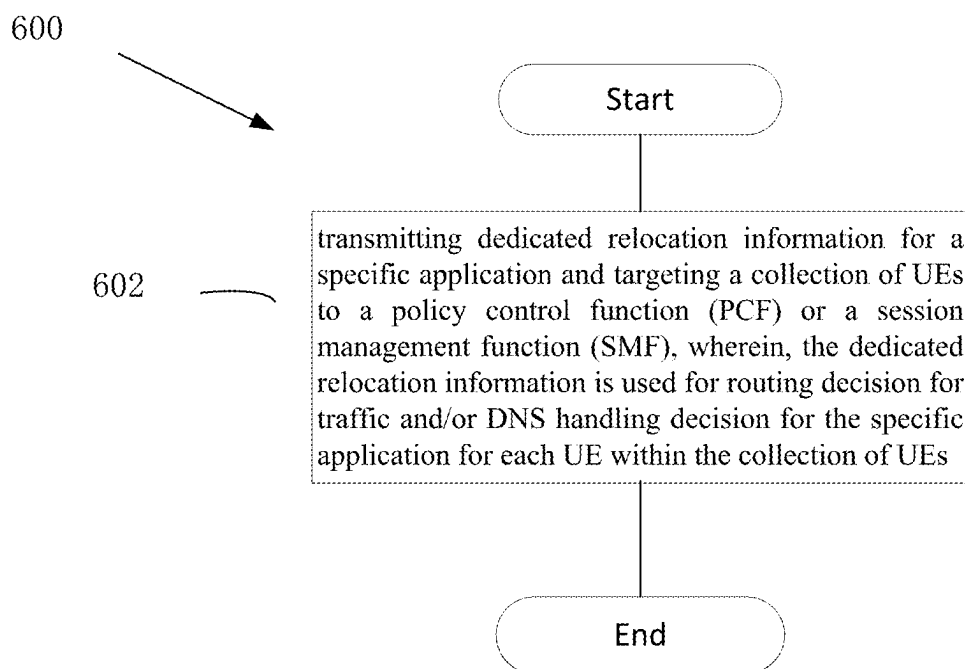 600
Start
602
transmitting dedicated relocation information for a
specific application and targeting a collection of UEs
to a policy control function (PCF) or a session
management function (SMF), wherein, the dedicated
relocation information is used for routing decision for
traffic and/or DNS handling decision for the specific
application for each UE within the collection of UEs
End